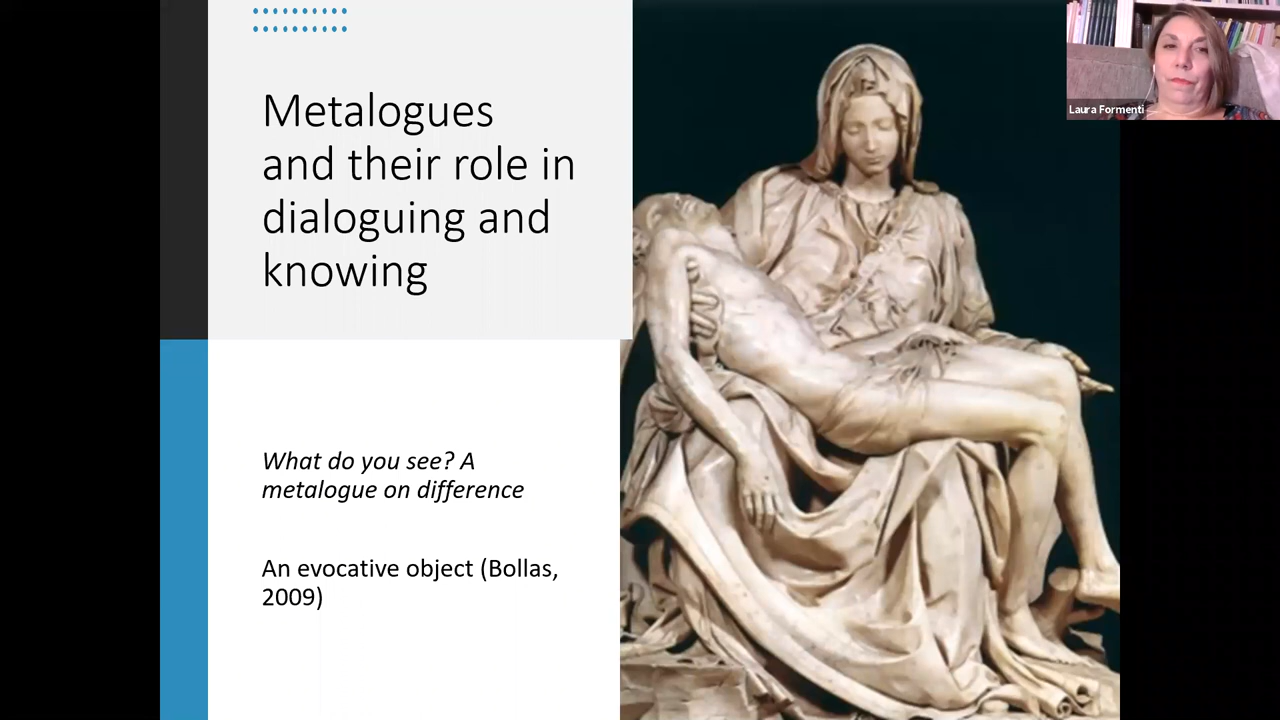 Metalogues
and their role in
dialoguing and
knowing
What do you see? A
metalogue on difference
An evocative object (Bollas,
2009)
Laura Formenti